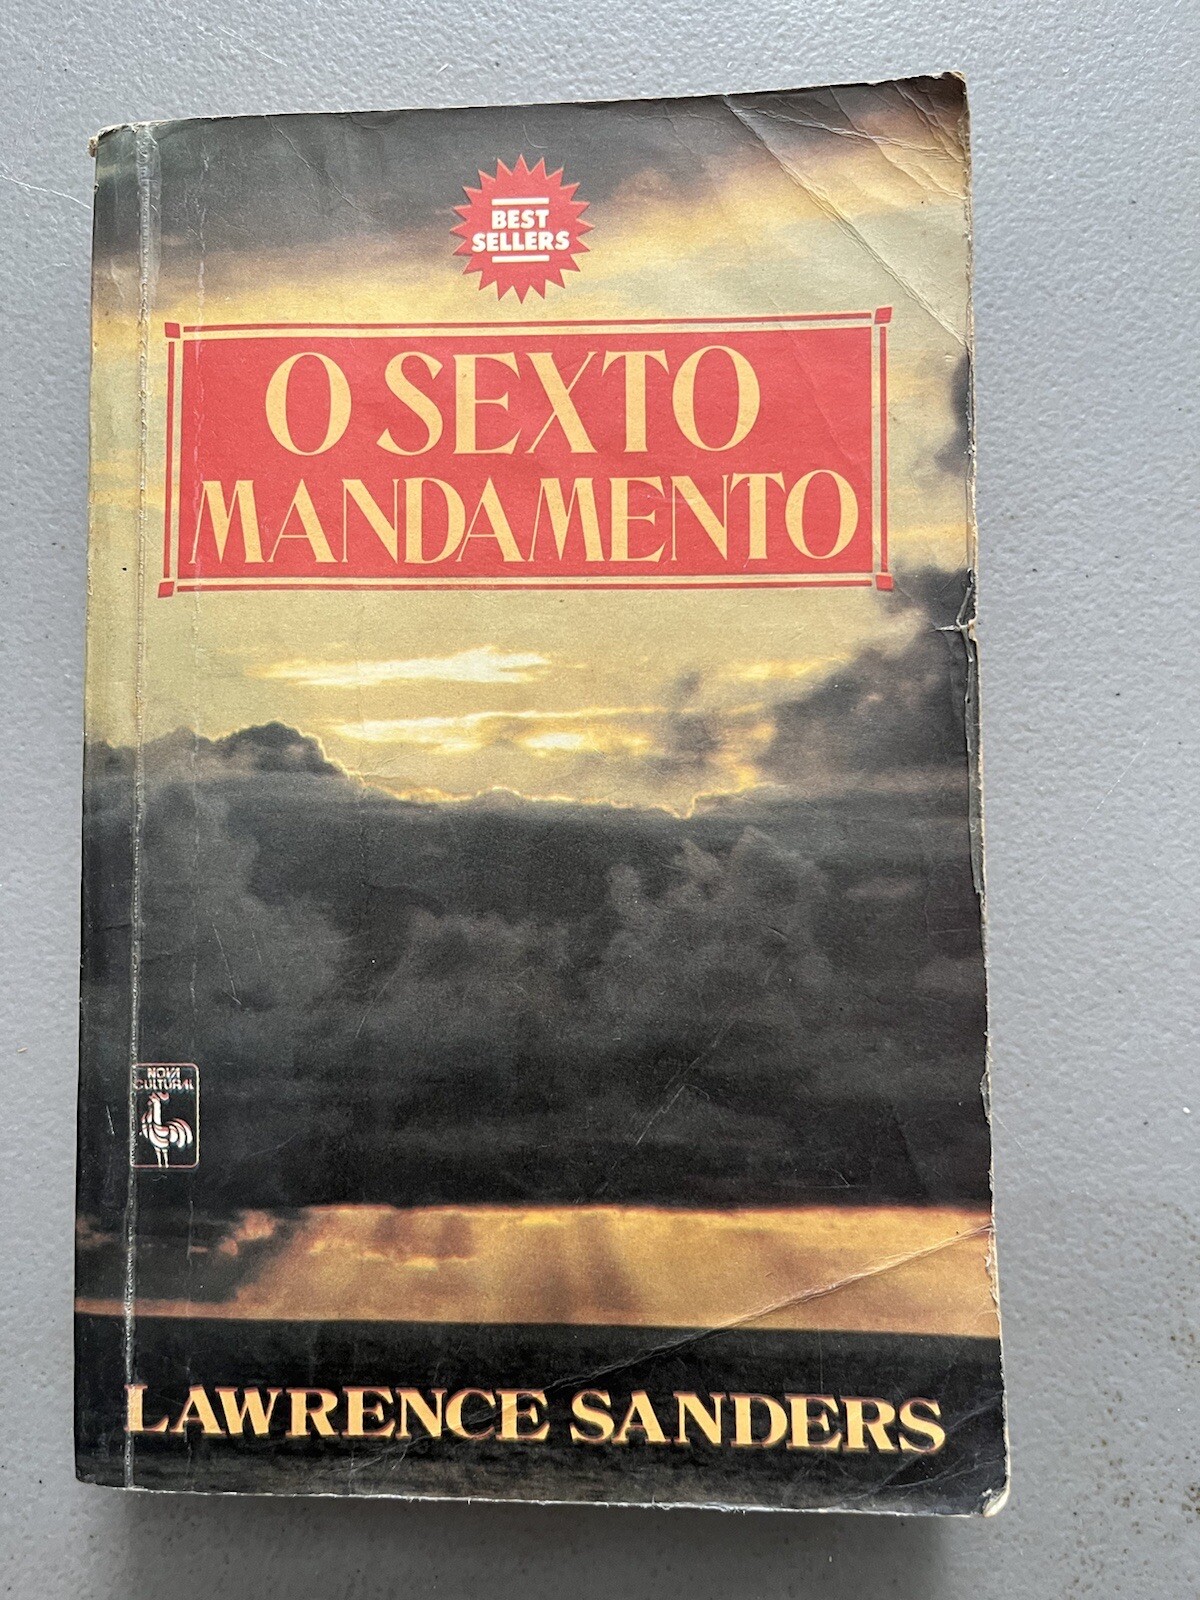 BEST
SELLERS
O SEXTO
MANDAMENTO
NOVA
CULTURAL
LAWRENCE SANDERS